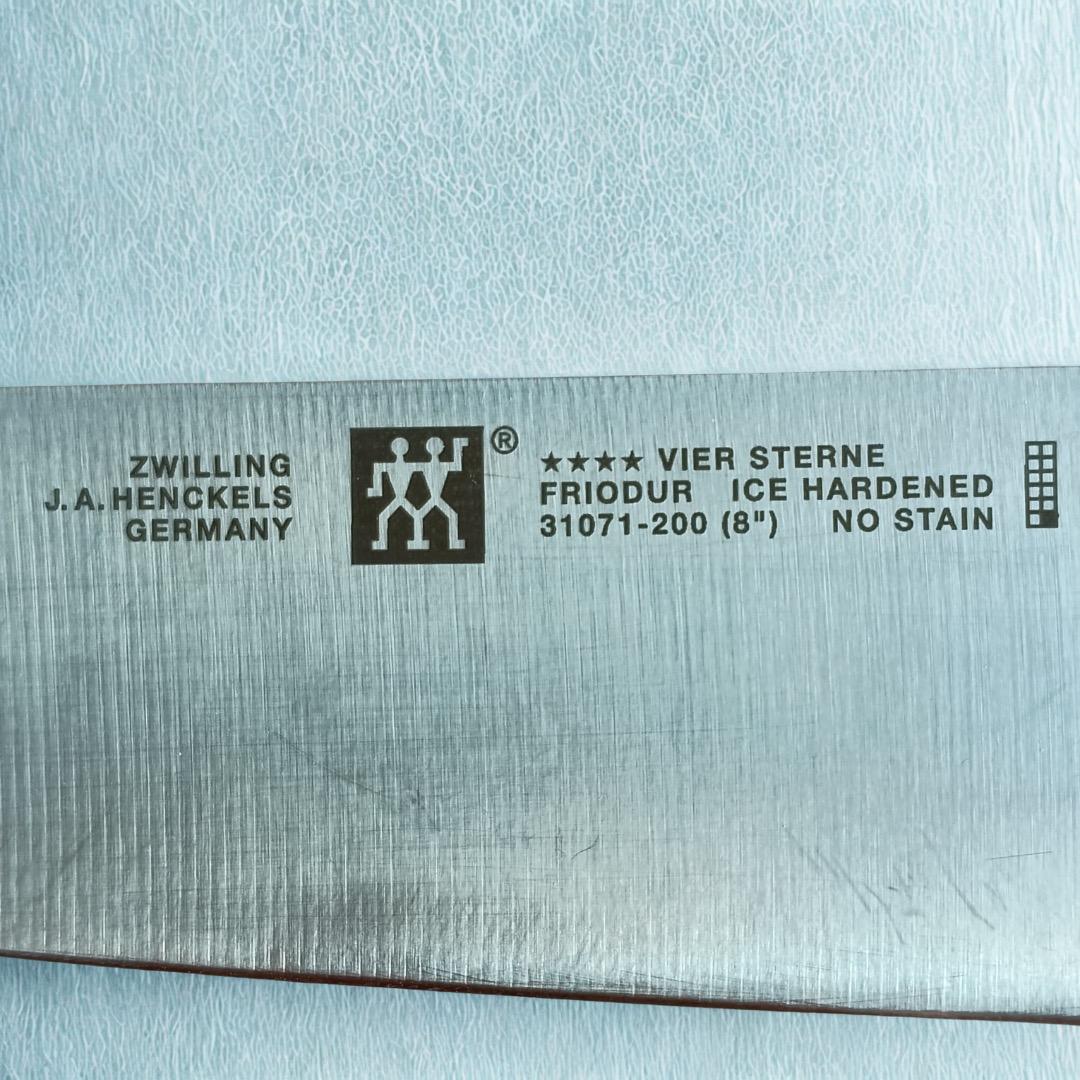 ZWILLING
J.A.HENCKELS
GERMANY
®
★★★★ VIER STERNE
FRIODUR ICE HARDENED
31071-200 (8") NO STAIN